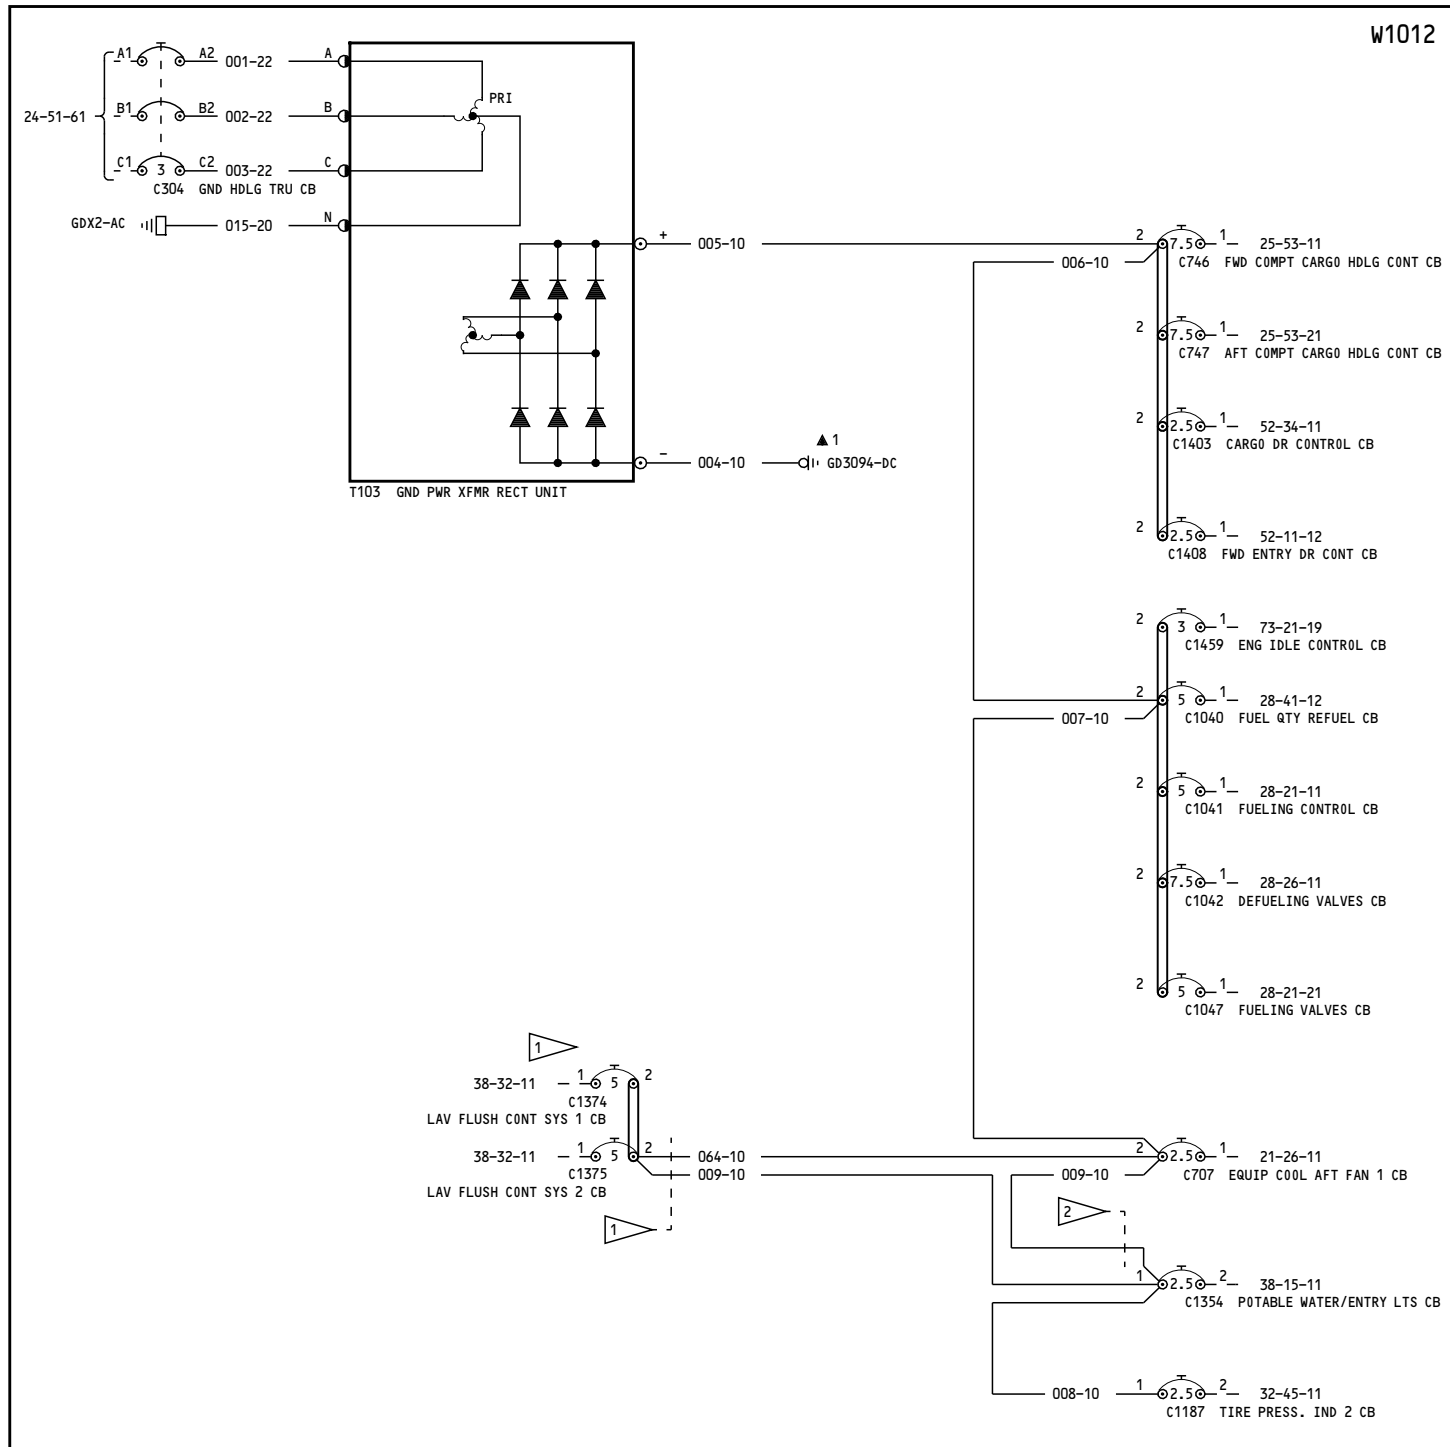 W1012
A1 A2 001-22 A
PRI
24-51-61 B1 B2 002-22 B
C1 3 C2 003-22 C
C304 GND HDLG TRU CB
GDX2-AC 015-20 N
+ 005-10 2 7.5 1 25-53-11
006-10 C746 FWD COMPT CARGO HDLG CONT CB
2 7.5 1 25-53-21
C747 AFT COMPT CARGO HDLG CONT CB
2 2.5 1 52-34-11
1 C1403 CARGO DR CONTROL CB
- 004-10 GD3094-DC
T103 GND PWR XFMR RECT UNIT
2 2.5 1 52-11-12
C1408 FWD ENTRY DR CONT CB
2 3 1 73-21-19
C1459 ENG IDLE CONTROL CB
2 5 1 28-41-12
007-10 C1040 FUEL QTY REFUEL CB
2 5 1 28-21-11
C1041 FUELING CONTROL CB
2 7.5 1 28-26-11
C1042 DEFUELING VALVES CB
2 5 1 28-21-21
C1047 FUELING VALVES CB
1
38-32-11 1 5 2
C1374
LAV FLUSH CONT SYS 1 CB
38-32-11 1 5 2 064-10 2 2.5 1 21-26-11
C1375 009-10 009-10 C707 EQUIP COOL AFT FAN 1 CB
LAV FLUSH CONT SYS 2 CB
2
1
1 2.5 2 38-15-11
C1354 POTABLE WATER/ENTRY LTS CB
008-10 1 2.5 2 32-45-11
C1187 TIRE PRESS. IND 2 CB